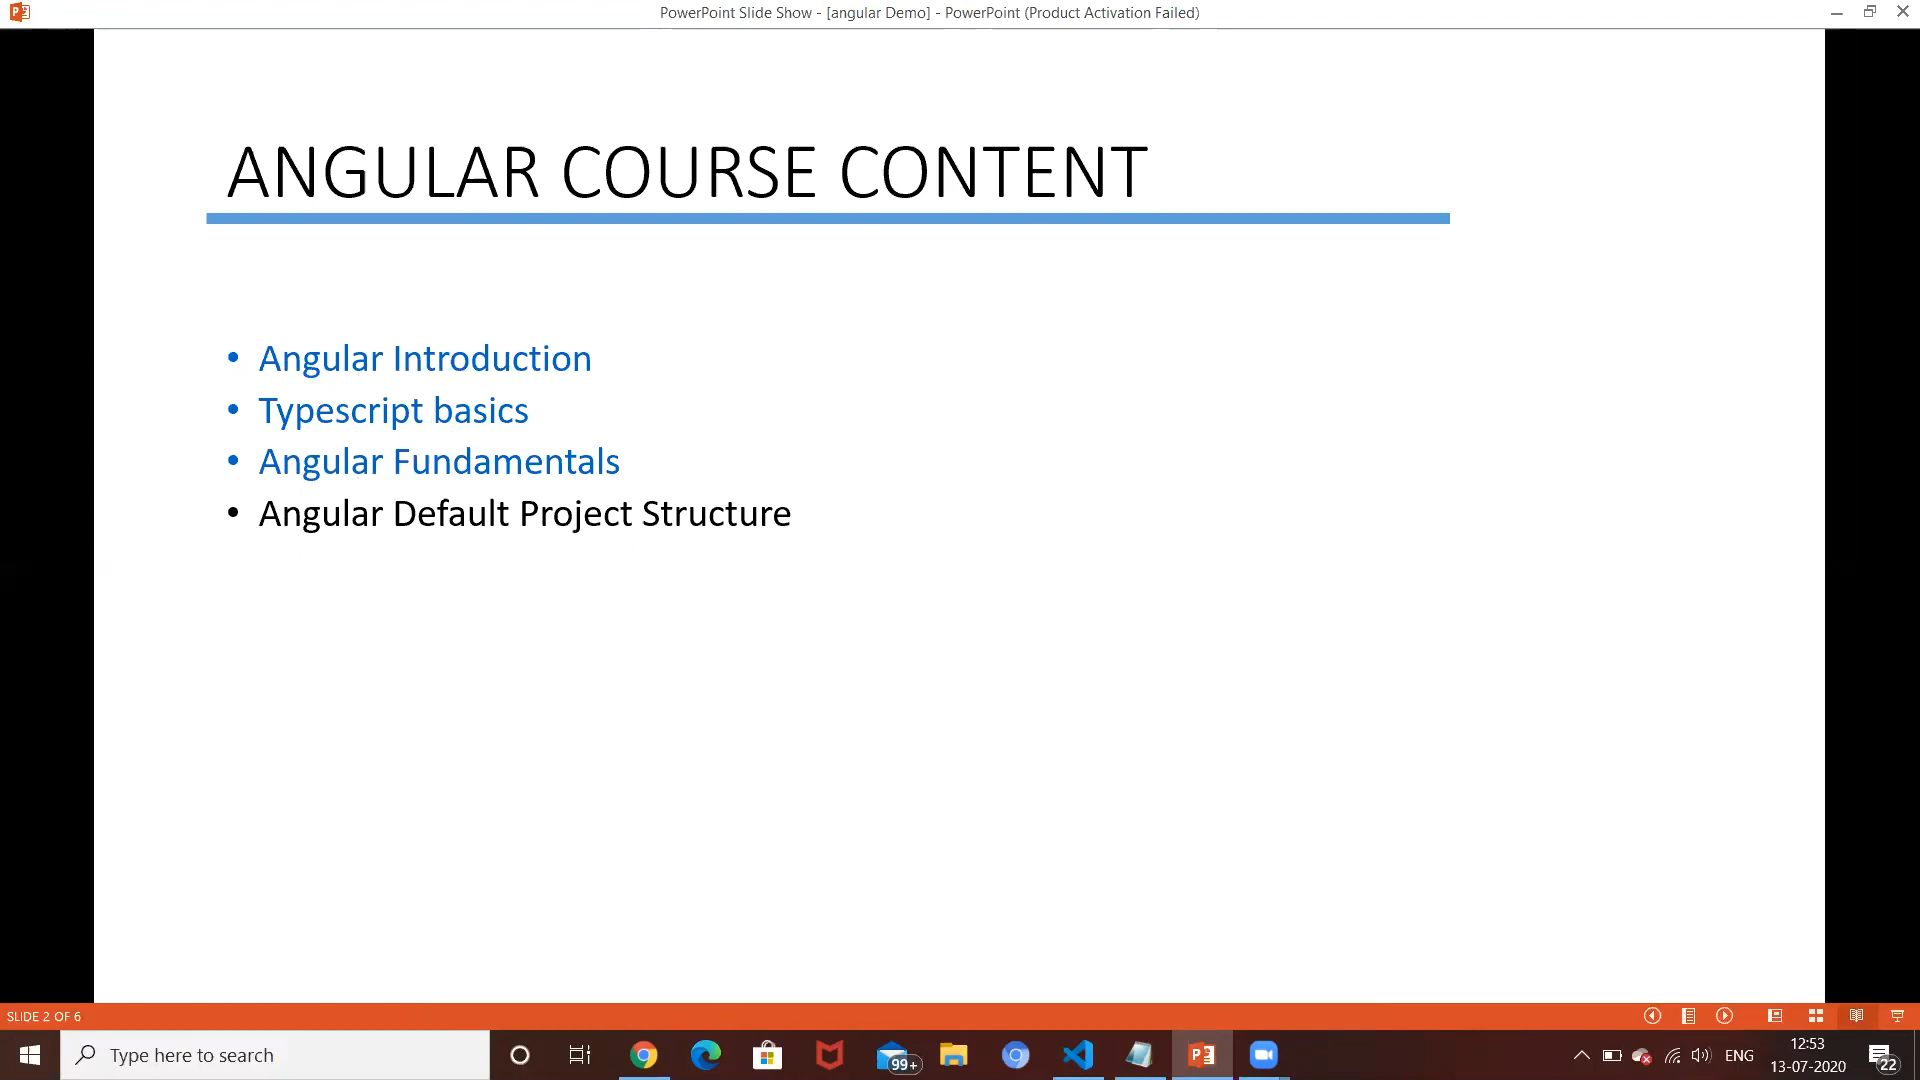 PowerPoint Slide Show - [angular Demo] - PowerPoint (Product Activation Failed)
ANGULAR COURSE CONTENT
• Angular Introduction
• Typescript basics
• Angular Fundamentals
• Angular Default Project Structure
SLIDE 2 OF 6
Type here to search
99+
ENG
12:53
13-07-2020
22